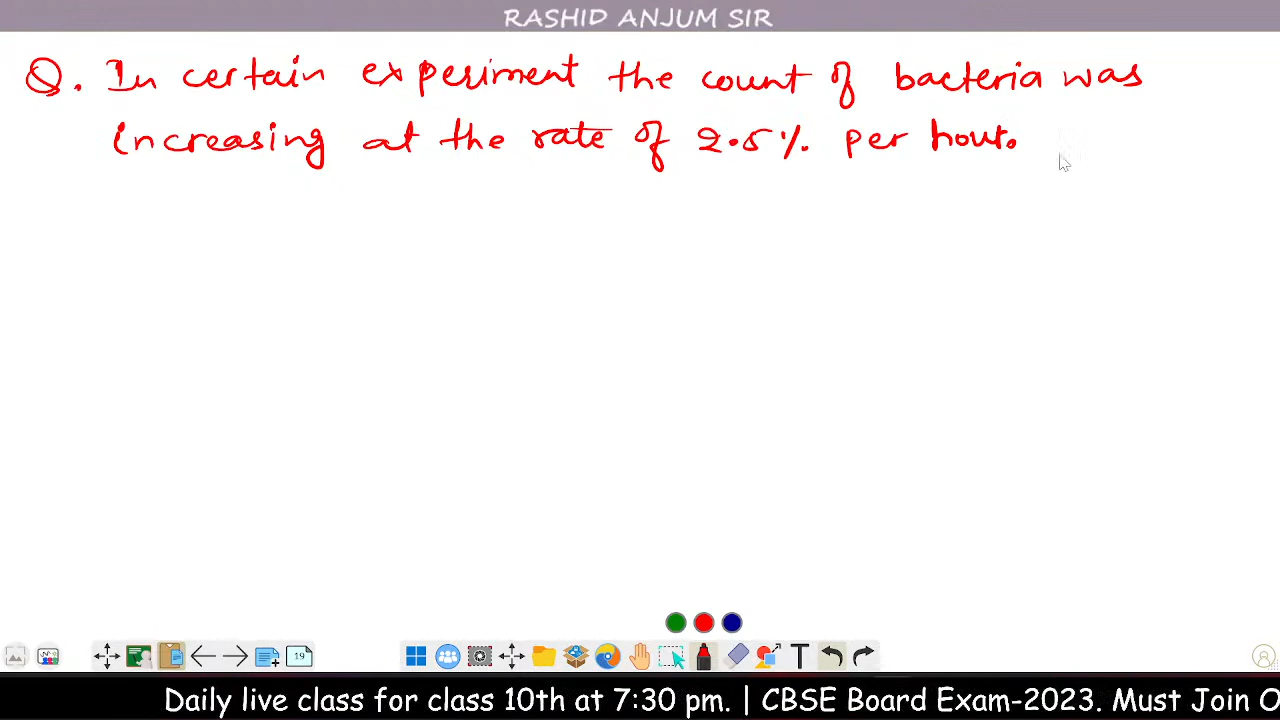 RASHID ANJUM SIR
Q. In certain experiment the count of bacteria was
increasing at the rate of 2.5% per hour.
19
Daily live class for class 10th at 7:30 pm. | CBSE Board Exam-2023. Must Join O